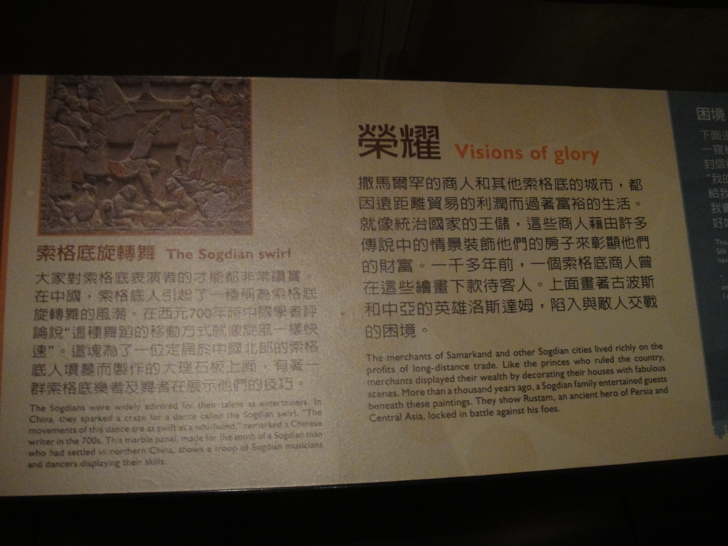 索格底旋轉舞 The Sogdian swirl
大家對索格底表演者的才能都非常讚賞。
在中國，索格底人引起了一種稱為索格底
旋轉舞的風潮。在西元700年時中國學者評
論說“這種舞蹈的移動方式就像旋風一樣快
速”。這塊為了一位定居於中國北部的索格
底人墳墓而製作的大理石板上面，有著一
群索格底樂者及舞者在展示他們的技巧。
The Sogdians were widely admired for their talents as entertainers. In
China, they sparked a craze for a dance called the Sogdian swirl. "The
movements of this dance are as swift as a whirlwind," remarked a Chinese
writer in the 700s. This marble panel, made for the tomb of a Sogdian man
who had settled in northern China, shows a troop of Sogdian musicians
and dancers displaying their skills.
榮耀 Visions of glory
撒馬爾罕的商人和其他索格底的城市，都
因遠距離貿易的利潤而過著富裕的生活。
就像統治國家的王儲，這些商人藉由許多
傳說中的情景裝飾他們的房子來彰顯他們
的財富。一千多年前，一個索格底商人曾
在這些繪畫下款待客人。上面畫著古波斯
和中亞的英雄洛斯達姆，陷入與敵人交戰
的困境。
The merchants of Samarkand and other Sogdian cities lived richly on the
profits of long-distance trade. Like the princes who ruled the country,
merchants displayed their wealth by decorating their houses with fabulous
scenes. More than a thousand years ago, a Sogdian family entertained guests
beneath these paintings. They show Rustam, an ancient hero of Persia and
Central Asia, locked in battle against his foes.
困境
下面
一
封
“我的
給我
我
好